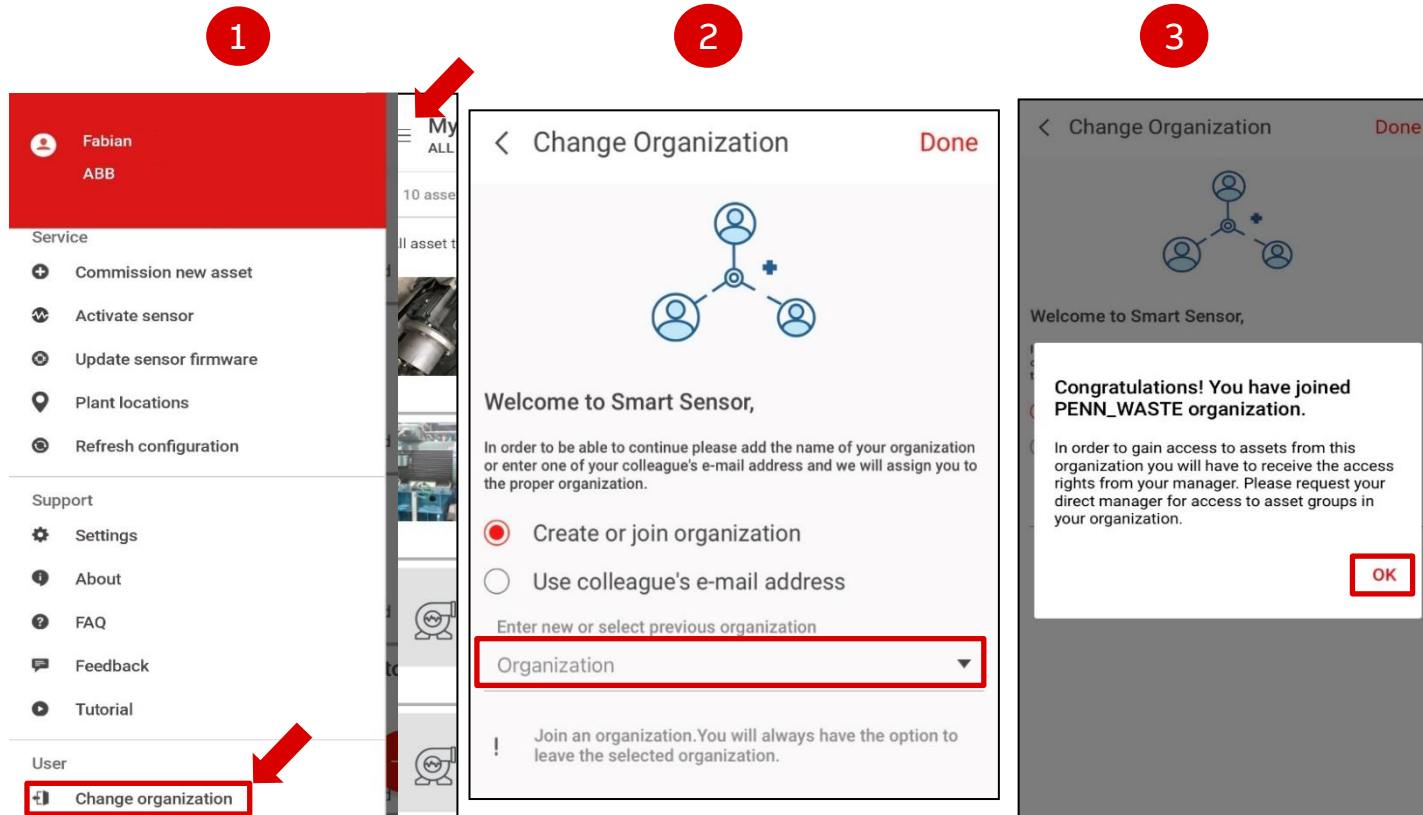 1
2
3
Fabian
ABB
Service
Commission new asset
Activate sensor
Update sensor firmware
Plant locations
Refresh configuration
Support
Settings
About
FAQ
Feedback
Tutorial
User
Change organization
My
ALL
10 asse
ll asset t
Change Organization
Done
Welcome to Smart Sensor,
In order to be able to continue please add the name of your organization
or enter one of your colleague's e-mail address and we will assign you to
the proper organization.
Create or join organization
Use colleague's e-mail address
Enter new or select previous organization
Organization
! Join an organization.You will always have the option to
leave the selected organization.
Change Organization
Done
Welcome to Smart Sensor,
Congratulations! You have joined
PENN_WASTE organization.
In order to gain access to assets from this
organization you will have to receive the access
rights from your manager. Please request your
direct manager for access to asset groups in
your organization.
OK